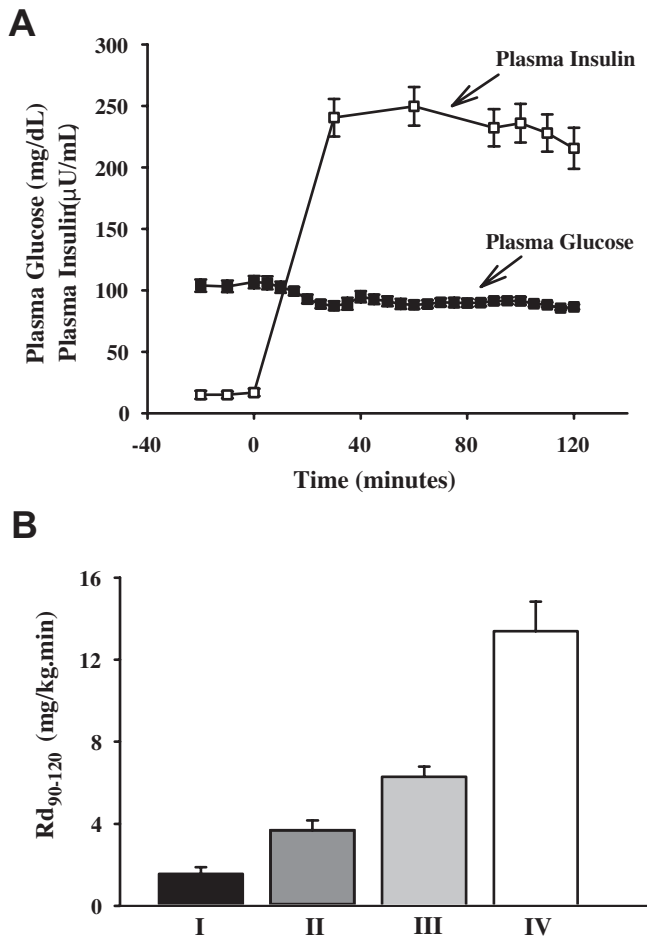 A
Plasma Glucose (mg/dL)
Plasma Insulin(μU/mL)
300
250
200
150
100
50
0
Plasma Insulin
Plasma Glucose
-40
0
40
80
120
Time (minutes)
B
Rd90-120 (mg/kg.min)
16
12
8
4
0
I
II
III
IV